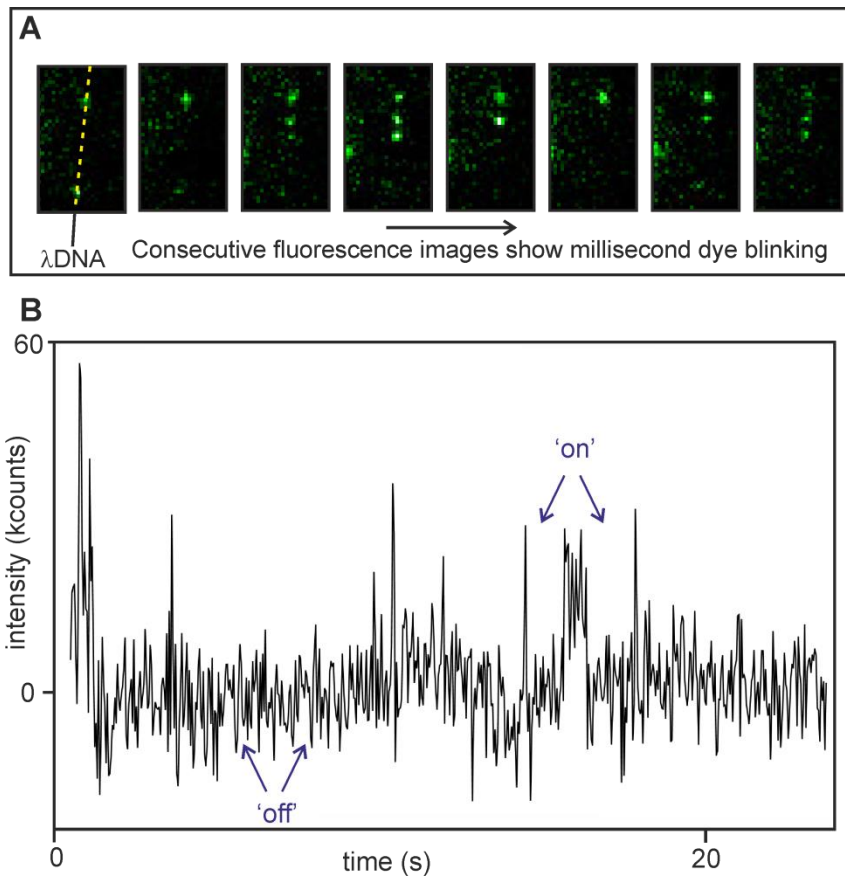 A
λDNA
Consecutive fluorescence images show millisecond dye blinking
B
60
intensity (kcounts)
'on'
0
'off'
0
20
time (s)